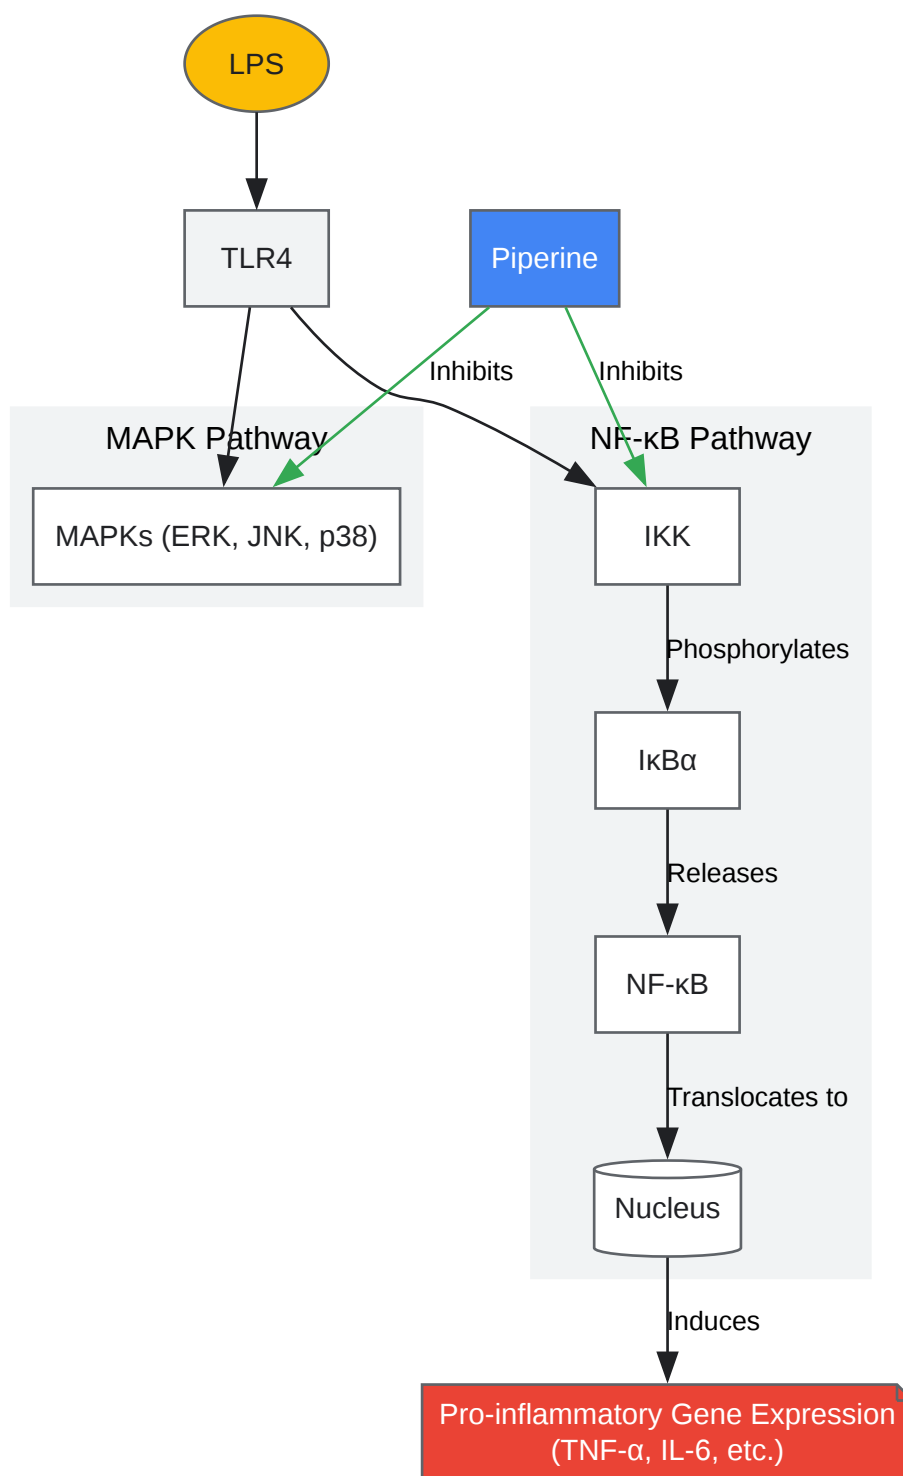 LPS
TLR4
Piperine
Inhibits
Inhibits
MAPK Pathway
NF-κB Pathway
MAPKs (ERK, JNK, p38)
IKK
Phosphorylates
IκBα
Releases
NF-κB
Translocates to
Nucleus
Induces
Pro-inflammatory Gene Expression
(TNF-α, IL-6, etc.)